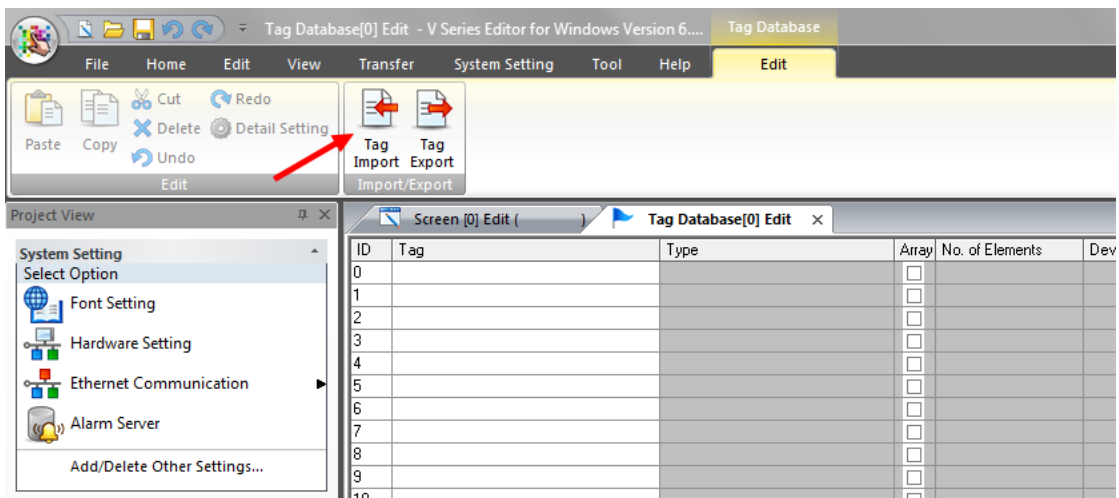 Tag Database[0] Edit - V Series Editor for Windows Version 6....
Tag Database
File Home Edit View Transfer System Setting Tool Help Edit
Paste
Copy
Cut
Delete
Undo
Redo
Detail Setting
Edit
Tag Import
Tag Export
Import/Export
Project View
System Setting
Select Option
Font Setting
Hardware Setting
Ethernet Communication
Alarm Server
Add/Delete Other Settings...
Screen [0] Edit ( )
Tag Database[0] Edit
ID Tag Type Array No. of Elements Dev
0
1
2
3
4
5
6
7
8
9
10